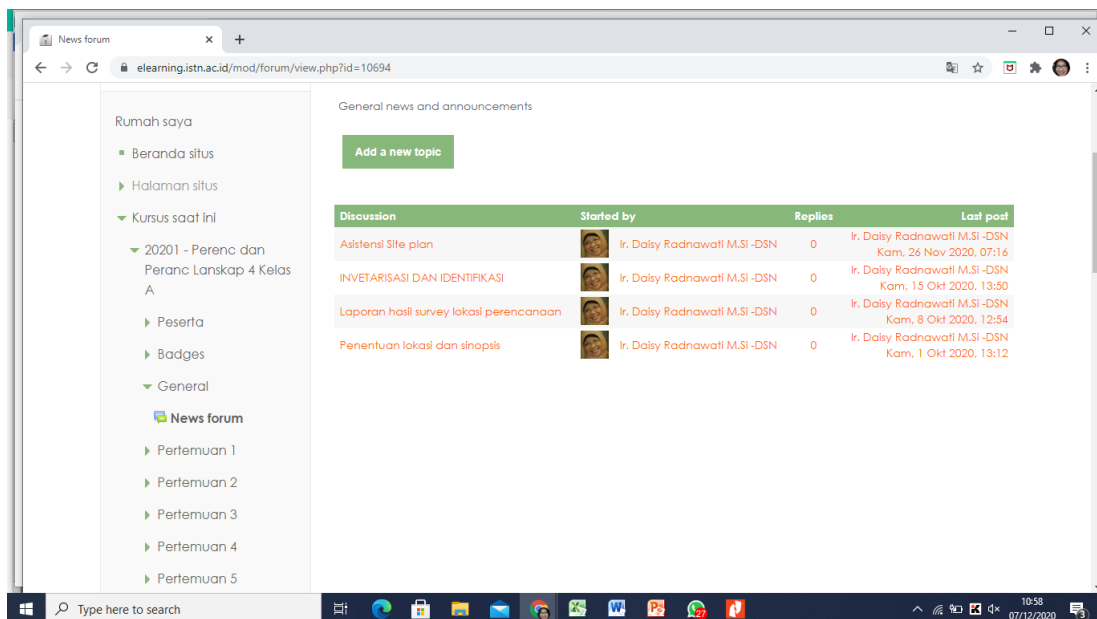 News forum
elearning.istn.ac.id/mod/forum/view.php?id=10694
Rumah saya
Beranda situs
Halaman situs
Kursus saat ini
20201 - Perenc dan
Peranc Lanskap 4 Kelas
A
Peserta
Badges
General
News forum
Pertemuan 1
Pertemuan 2
Pertemuan 3
Pertemuan 4
Pertemuan 5
General news and announcements
Add a new topic
Discussion Started by Replies Last post
Asistensi Site plan Ir. Daisy Radnawati M.Si -DSN 0 Ir. Daisy Radnawati M.Si -DSN
Kam, 26 Nov 2020, 07:16
INVETARISASI DAN IDENTIFIKASI Ir. Daisy Radnawati M.Si -DSN 0 Ir. Daisy Radnawati M.Si -DSN
Kam, 15 Okt 2020, 13:50
Laporan hasil survey lokasi perencanaan Ir. Daisy Radnawati M.Si -DSN 0 Ir. Daisy Radnawati M.Si -DSN
Kam, 8 Okt 2020, 12:54
Penentuan lokasi dan sinopsis Ir. Daisy Radnawati M.Si -DSN 0 Ir. Daisy Radnawati M.Si -DSN
Kam, 1 Okt 2020, 13:12
Type here to search
27
10:58
07/12/2020
3